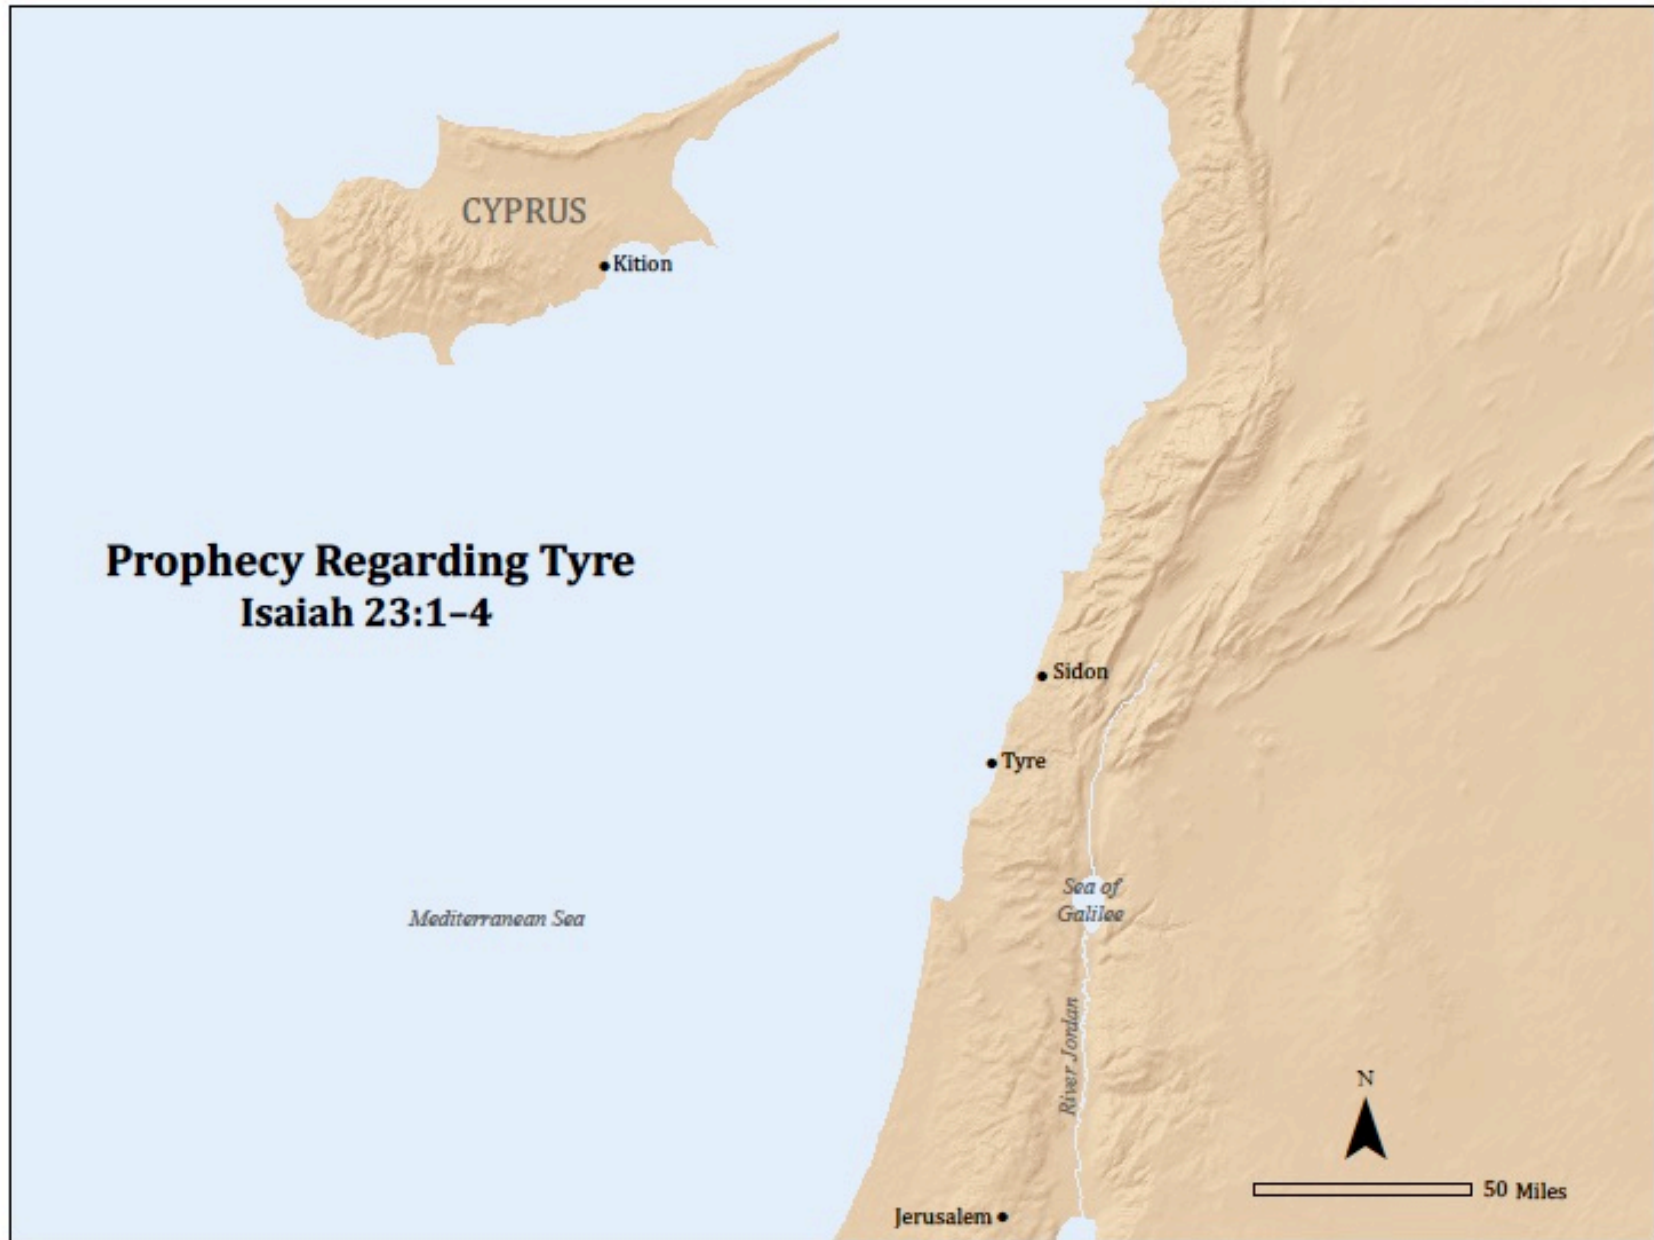 CYPRUS
Kition
Prophecy Regarding Tyre
Isaiah 23:1–4
Sidon
Tyre
Sea of
Galilee
Mediterranean Sea
River Jordan
N
50 Miles
Jerusalem